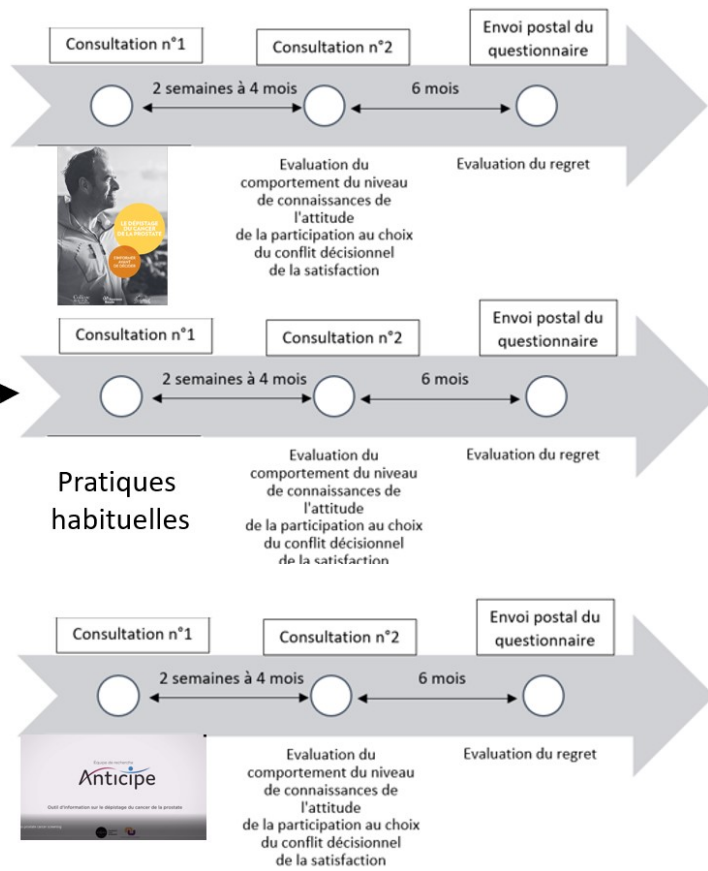 Consultation n°1
Consultation n°2
Envoi postal du
questionnaire
2 semaines à 4 mois
6 mois
LE DÉPISTAGE
DU CANCER
DE LA PROSTATE
Evaluation du
comportement du niveau
de connaissances de
l'attitude
de la participation au choix
du conflit décisionnel
de la satisfaction
Evaluation du regret
Consultation n°1
Consultation n°2
Envoi postal du
questionnaire
2 semaines à 4 mois
6 mois
Pratiques
habituelles
Evaluation du
comportement du niveau
de connaissances de
l'attitude
de la participation au choix
du conflit décisionnel
de la satisfaction
Evaluation du regret
Consultation n°1
Consultation n°2
Envoi postal du
questionnaire
2 semaines à 4 mois
6 mois
Equipe de recherche
Anticipe
Outil d'information sur le dépistage du cancer de la prostate
Evaluation du
comportement du niveau
de connaissances de
l'attitude
de la participation au choix
du conflit décisionnel
de la satisfaction
Evaluation du regret